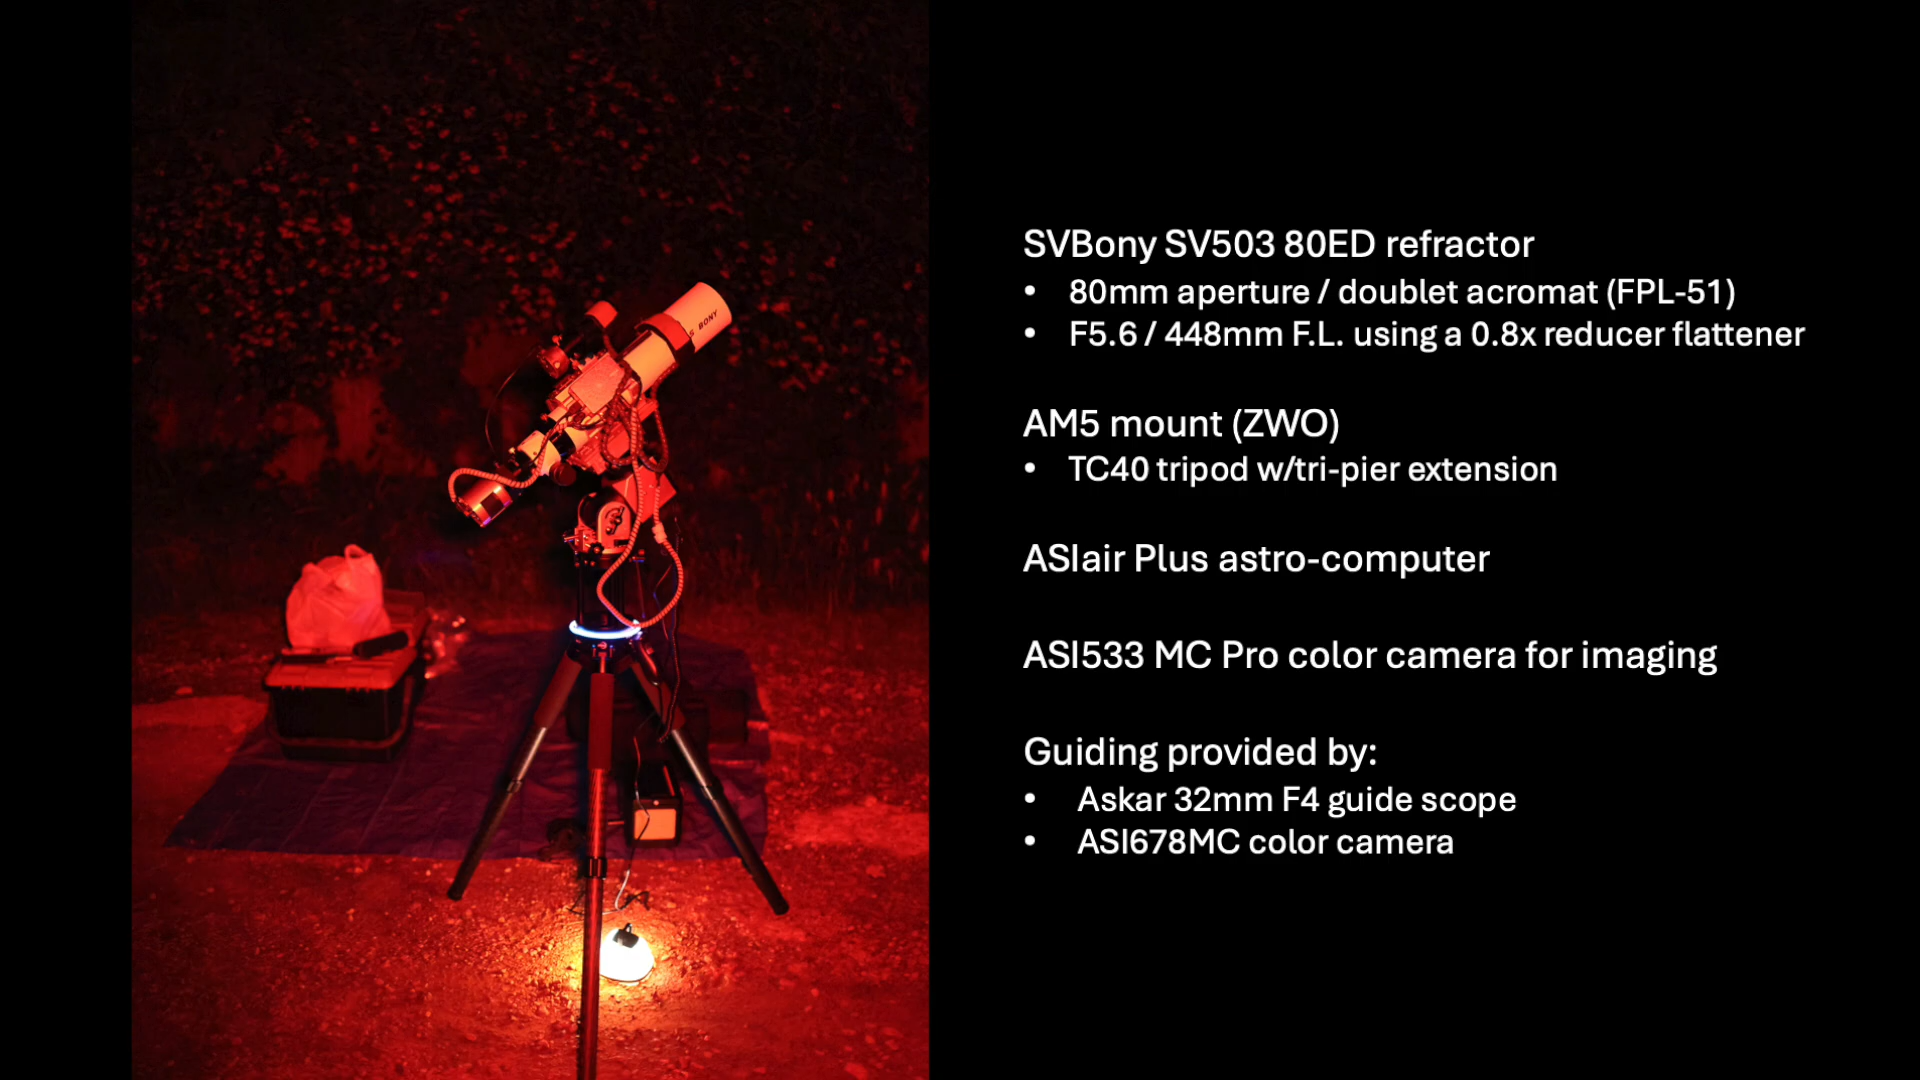 S BONY
SVBony SV503 80ED refractor
• 80mm aperture / doublet acromat (FPL-51)
• F5.6 / 448mm F.L. using a 0.8x reducer flattener
AM5 mount (ZWO)
• TC40 tripod w/tri-pier extension
ASIair Plus astro-computer
ASI533 MC Pro color camera for imaging
Guiding provided by:
• Askar 32mm F4 guide scope
• ASI678MC color camera